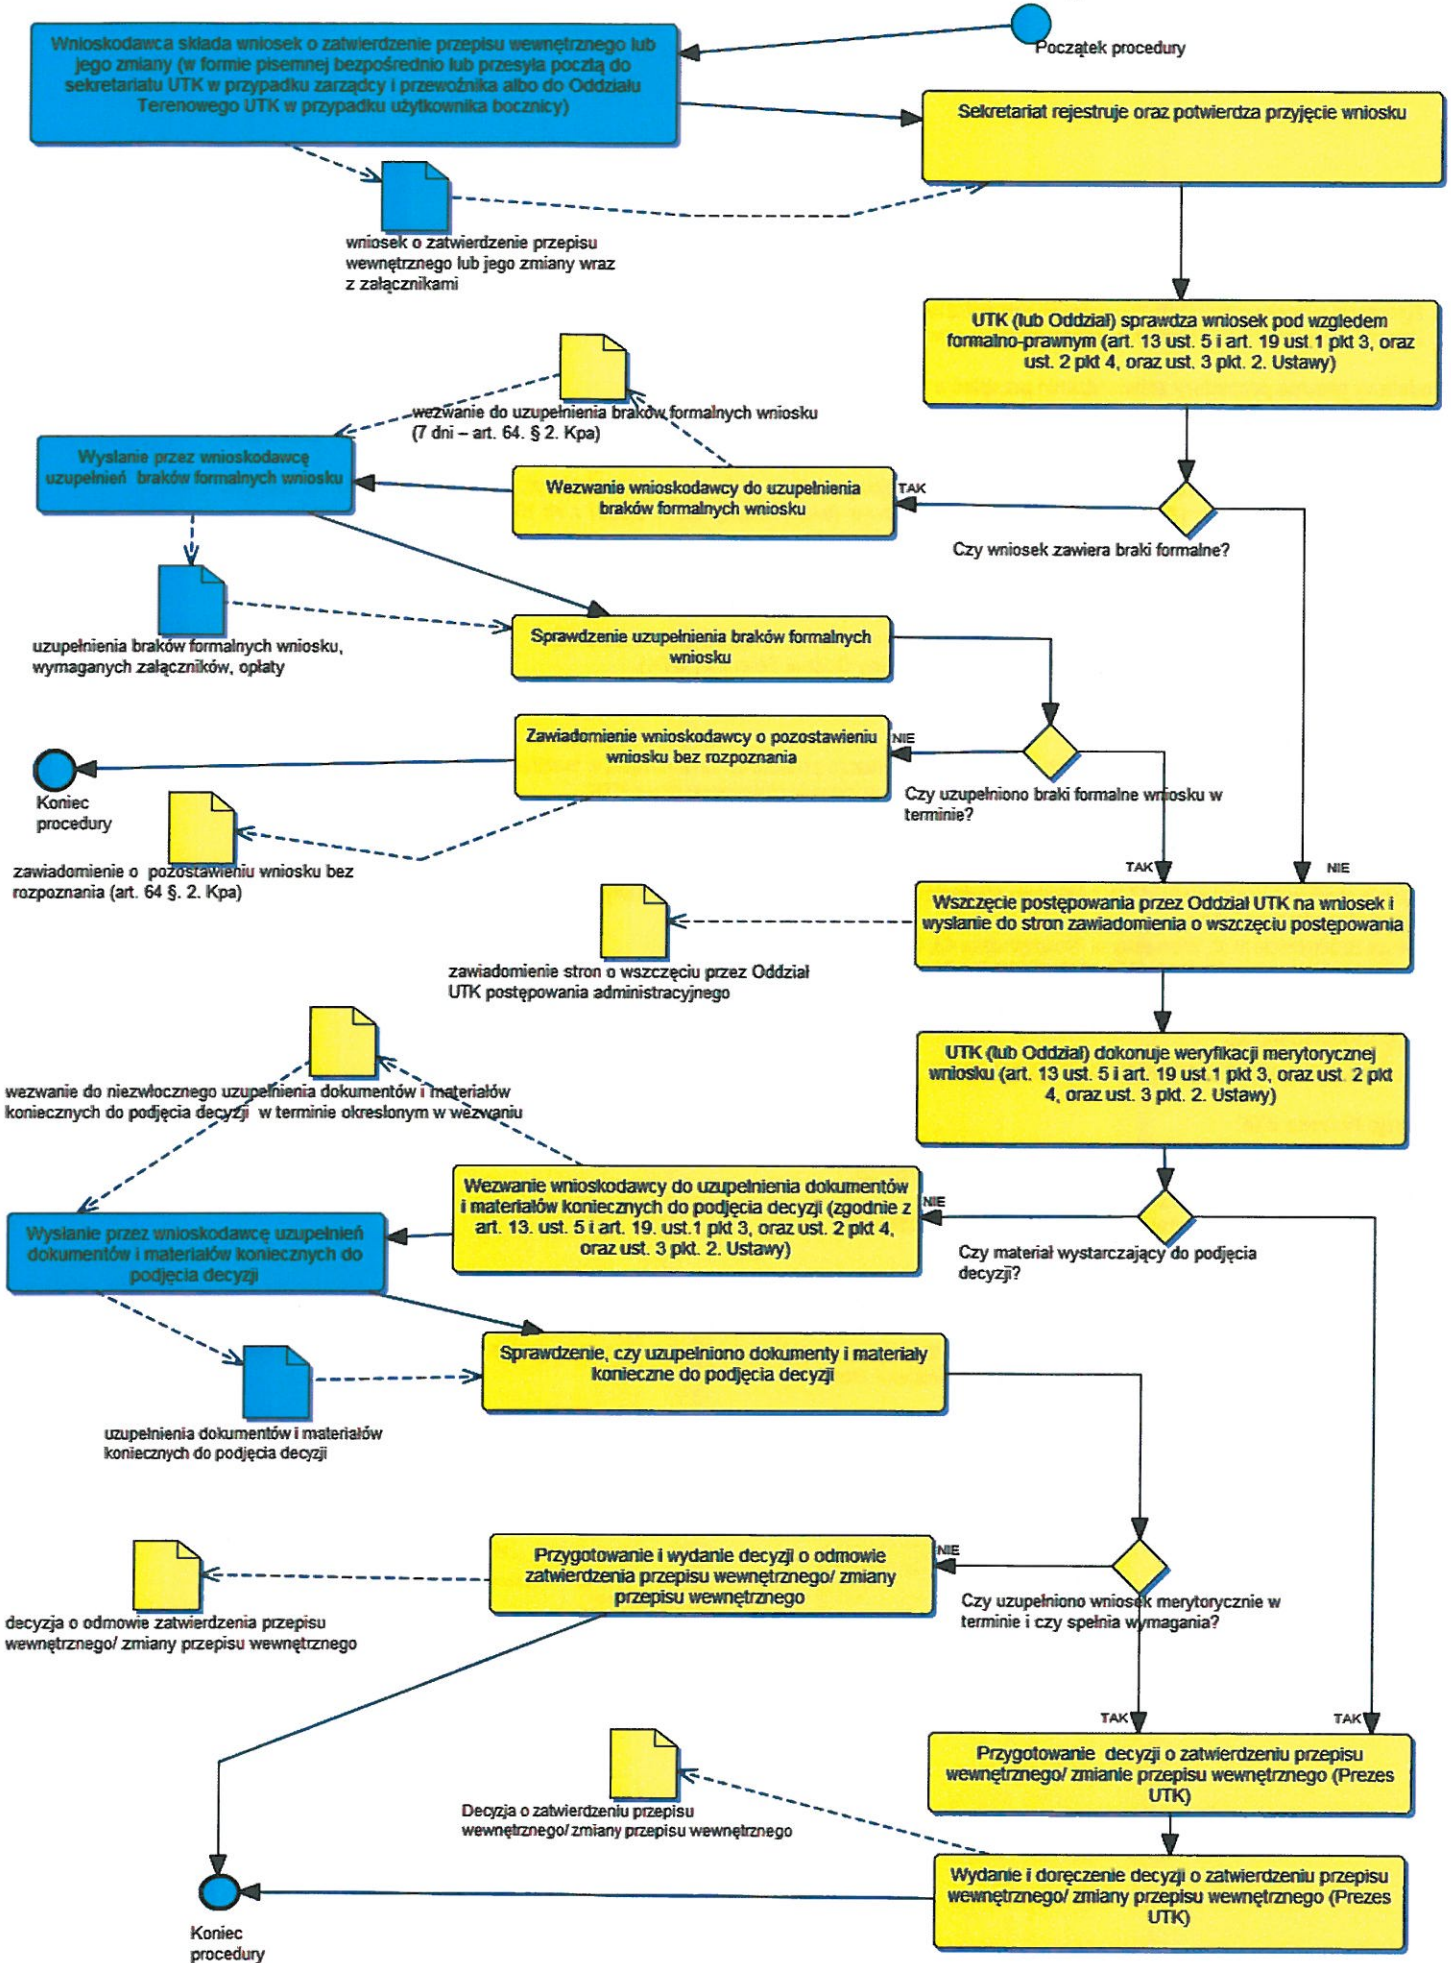 Początek procedury
Wnioskodawca składa wniosek o zatwierdzenie przepisu wewnętrznego lub
jego zmiany (w formie pisemnej bezpośrednio lub przesyła pocztą do
sekretariatu UTK w przypadku zarządcy i przewoźnika albo do Oddziału
Terenowego UTK w przypadku użytkownika bocznicy)
Sekretariat rejestruje oraz potwierdza przyjęcie wniosku
wniosek o zatwierdzenie przepisu
wewnętrznego lub jego zmiany wraz
z załącznikami
UTK (lub Oddział) sprawdza wniosek pod względem
formalno-prawnym (art. 13 ust. 5 i art. 19 ust.1 pkt 3, oraz
ust. 2 pkt 4, oraz ust. 3 pkt. 2. Ustawy)
wezwanie do uzupełnienia braków formalnych wniosku
(7 dni – art. 64. § 2. Kpa)
Wysłanie przez wnioskodawcę
uzupełnień braków formalnych wniosku
Wezwanie wnioskodawcy do uzupełnienia
braków formalnych wniosku
TAK
Czy wniosek zawiera braki formalne?
uzupełnienia braków formalnych wniosku,
wymaganych załączników, opłaty
Sprawdzenie uzupełnienia braków formalnych
wniosku
Zawiadomienie wnioskodawcy o pozostawieniu
wniosku bez rozpoznania
NIE
Czy uzupełniono braki formalne wniosku w
terminie?
Koniec
procedury
zawiadomienie o pozostawieniu wniosku bez
rozpoznania (art. 64 §. 2. Kpa)
TAK
NIE
Wszczęcie postępowania przez Oddział UTK na wniosek i
wysłanie do stron zawiadomienia o wszczęciu postępowania
zawiadomienie stron o wszczęciu przez Oddział
UTK postępowania administracyjnego
UTK (lub Oddział) dokonuje weryfikacji merytorycznej
wniosku (art. 13 ust. 5 i art. 19 ust.1 pkt 3, oraz ust. 2 pkt
4, oraz ust. 3 pkt. 2. Ustawy)
wezwanie do niezwłocznego uzupełnienia dokumentów i materiałów
koniecznych do podjęcia decyzji w terminie określonym w wezwaniu
Wezwanie wnioskodawcy do uzupełnienia dokumentów
i materiałów koniecznych do podjęcia decyzji (zgodnie z
art. 13. ust. 5 i art. 19. ust.1 pkt 3, oraz ust. 2 pkt 4,
oraz ust. 3 pkt. 2. Ustawy)
NIE
Czy materiał wystarczający do podjęcia
decyzji?
Wysłanie przez wnioskodawcę uzupełnień
dokumentów i materiałów koniecznych do
podjęcia decyzji
Sprawdzenie, czy uzupełniono dokumenty i materiały
konieczne do podjęcia decyzji
uzupełnienia dokumentów i materiałów
koniecznych do podjęcia decyzji
Przygotowanie i wydanie decyzji o odmowie
zatwierdzenia przepisu wewnętrznego/ zmiany
przepisu wewnętrznego
NIE
Czy uzupełniono wniosek merytorycznie w
terminie i czy spełnia wymagania?
decyzja o odmowie zatwierdzenia przepisu
wewnętrznego/ zmiany przepisu wewnętrznego
TAK
TAK
Przygotowanie decyzji o zatwierdzeniu przepisu
wewnętrznego/ zmianie przepisu wewnętrznego (Prezes
UTK)
Decyzja o zatwierdzeniu przepisu
wewnętrznego/ zmiany przepisu wewnętrznego
Wydanie i doręczenie decyzji o zatwierdzeniu przepisu
wewnętrznego/ zmiany przepisu wewnętrznego (Prezes
UTK)
Koniec
procedury